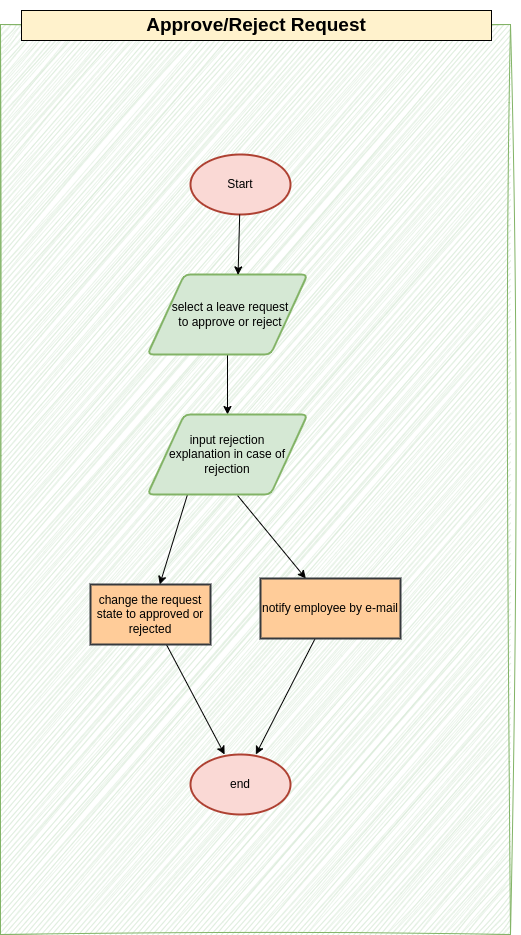 Approve/Reject Request
Start
select a leave request
to approve or reject
input rejection
explanation in case of
rejection
change the request
state to approved or
rejected
notify employee by e-mail
end